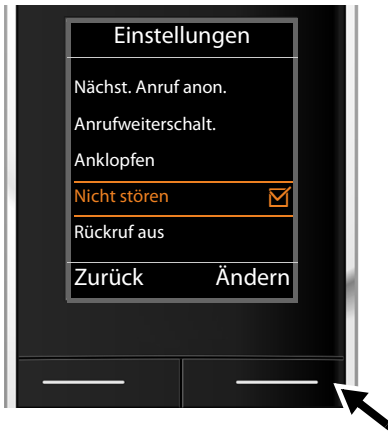 Einstellungen
Nächst. Anruf anon.
Anrufweiterschalt.
Anklopfen
Nicht stören
Rückruf aus
Zurück Ändern